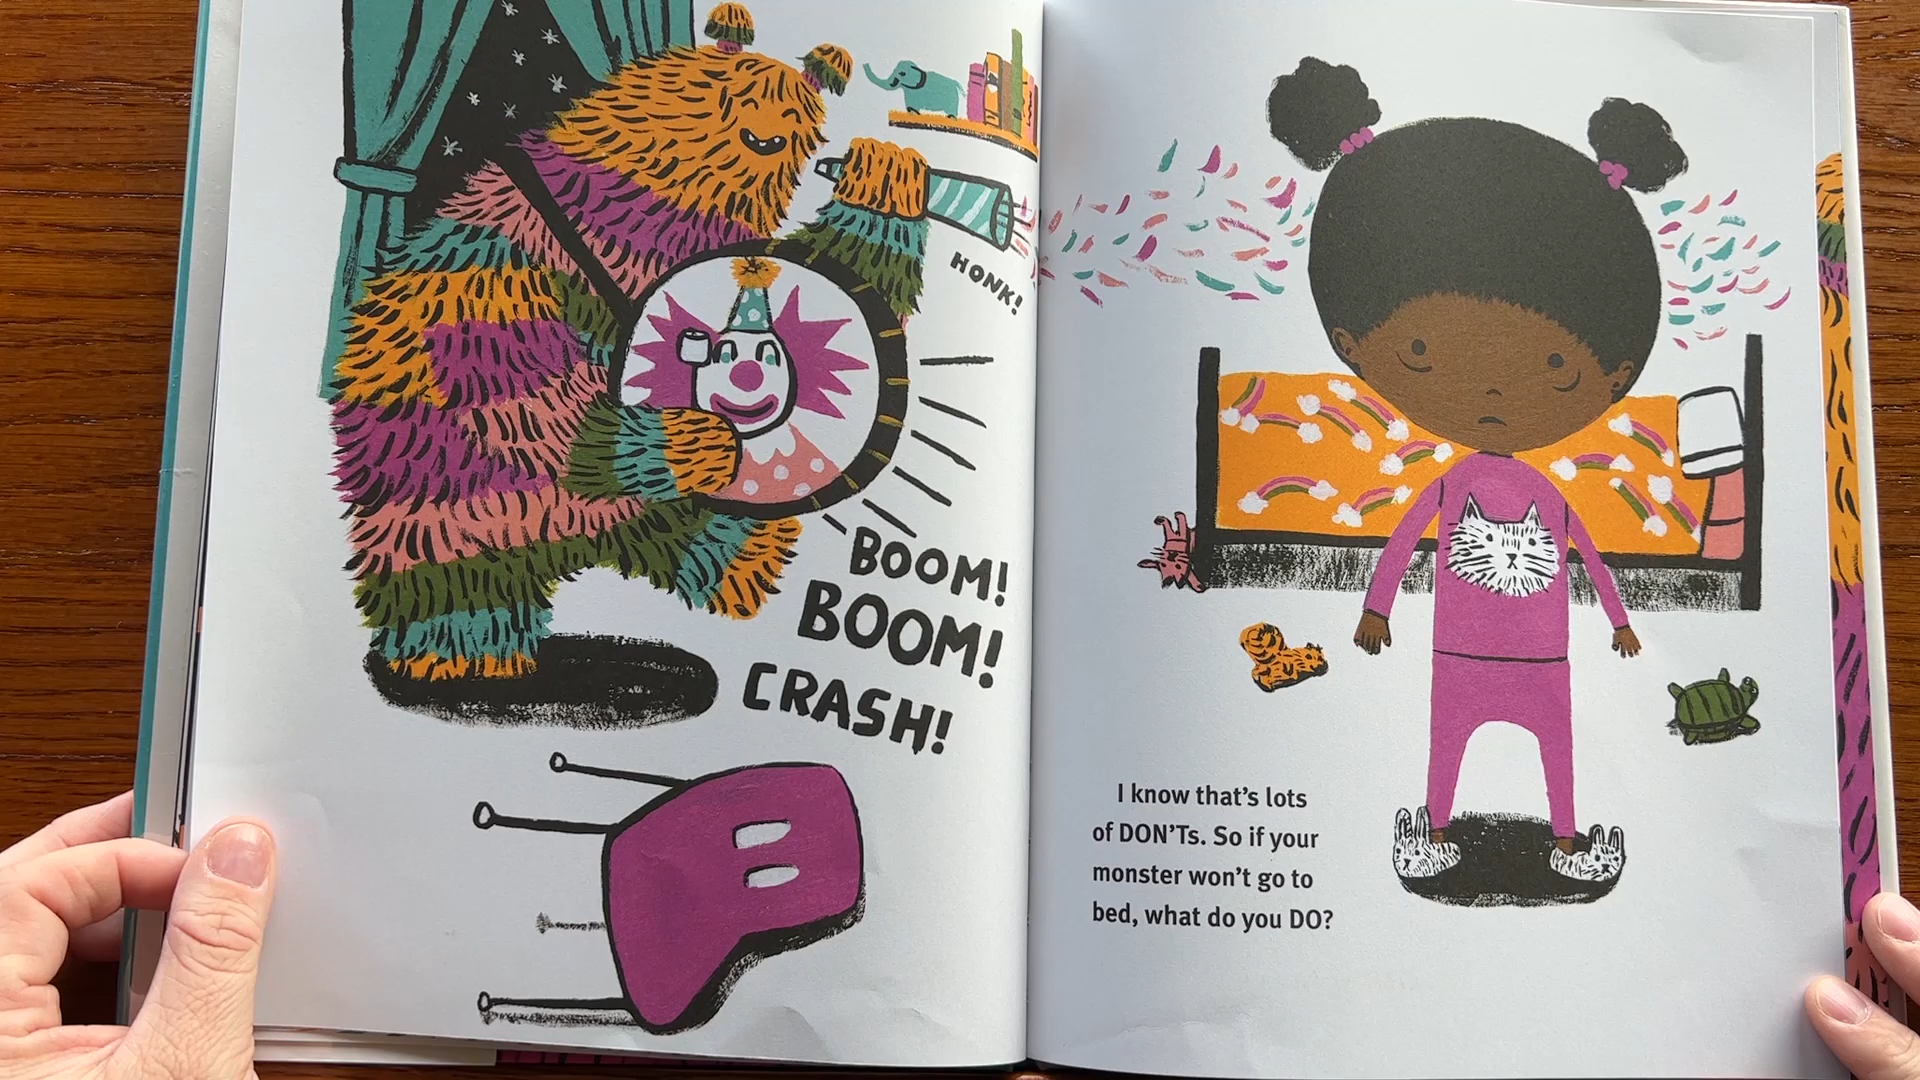 HONK!
BOOM!
BOOM!
CRASH!
I know that's lots
of DON'Ts. So if your
monster won't go to
bed, what do you DO?